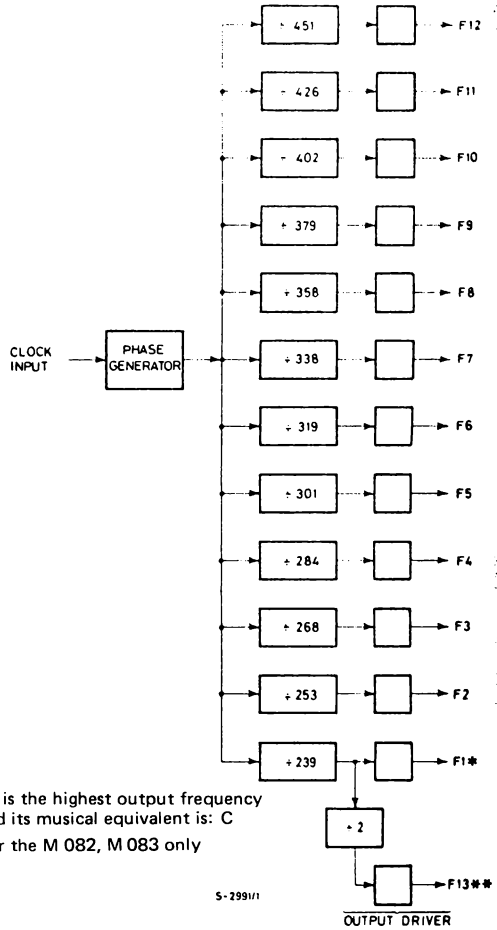 ÷ 451 F12
÷ 426 F11
÷ 402 F10
÷ 379 F9
÷ 358 F8
CLOCK INPUT
PHASE GENERATOR
÷ 338 F7
÷ 319 F6
÷ 301 F5
÷ 284 F4
÷ 268 F3
÷ 253 F2
÷ 239 F1*
is the highest output frequency
d its musical equivalent is: C
÷ 2
r the M 082, M 083 only
S-2991/1
F13**
OUTPUT DRIVER